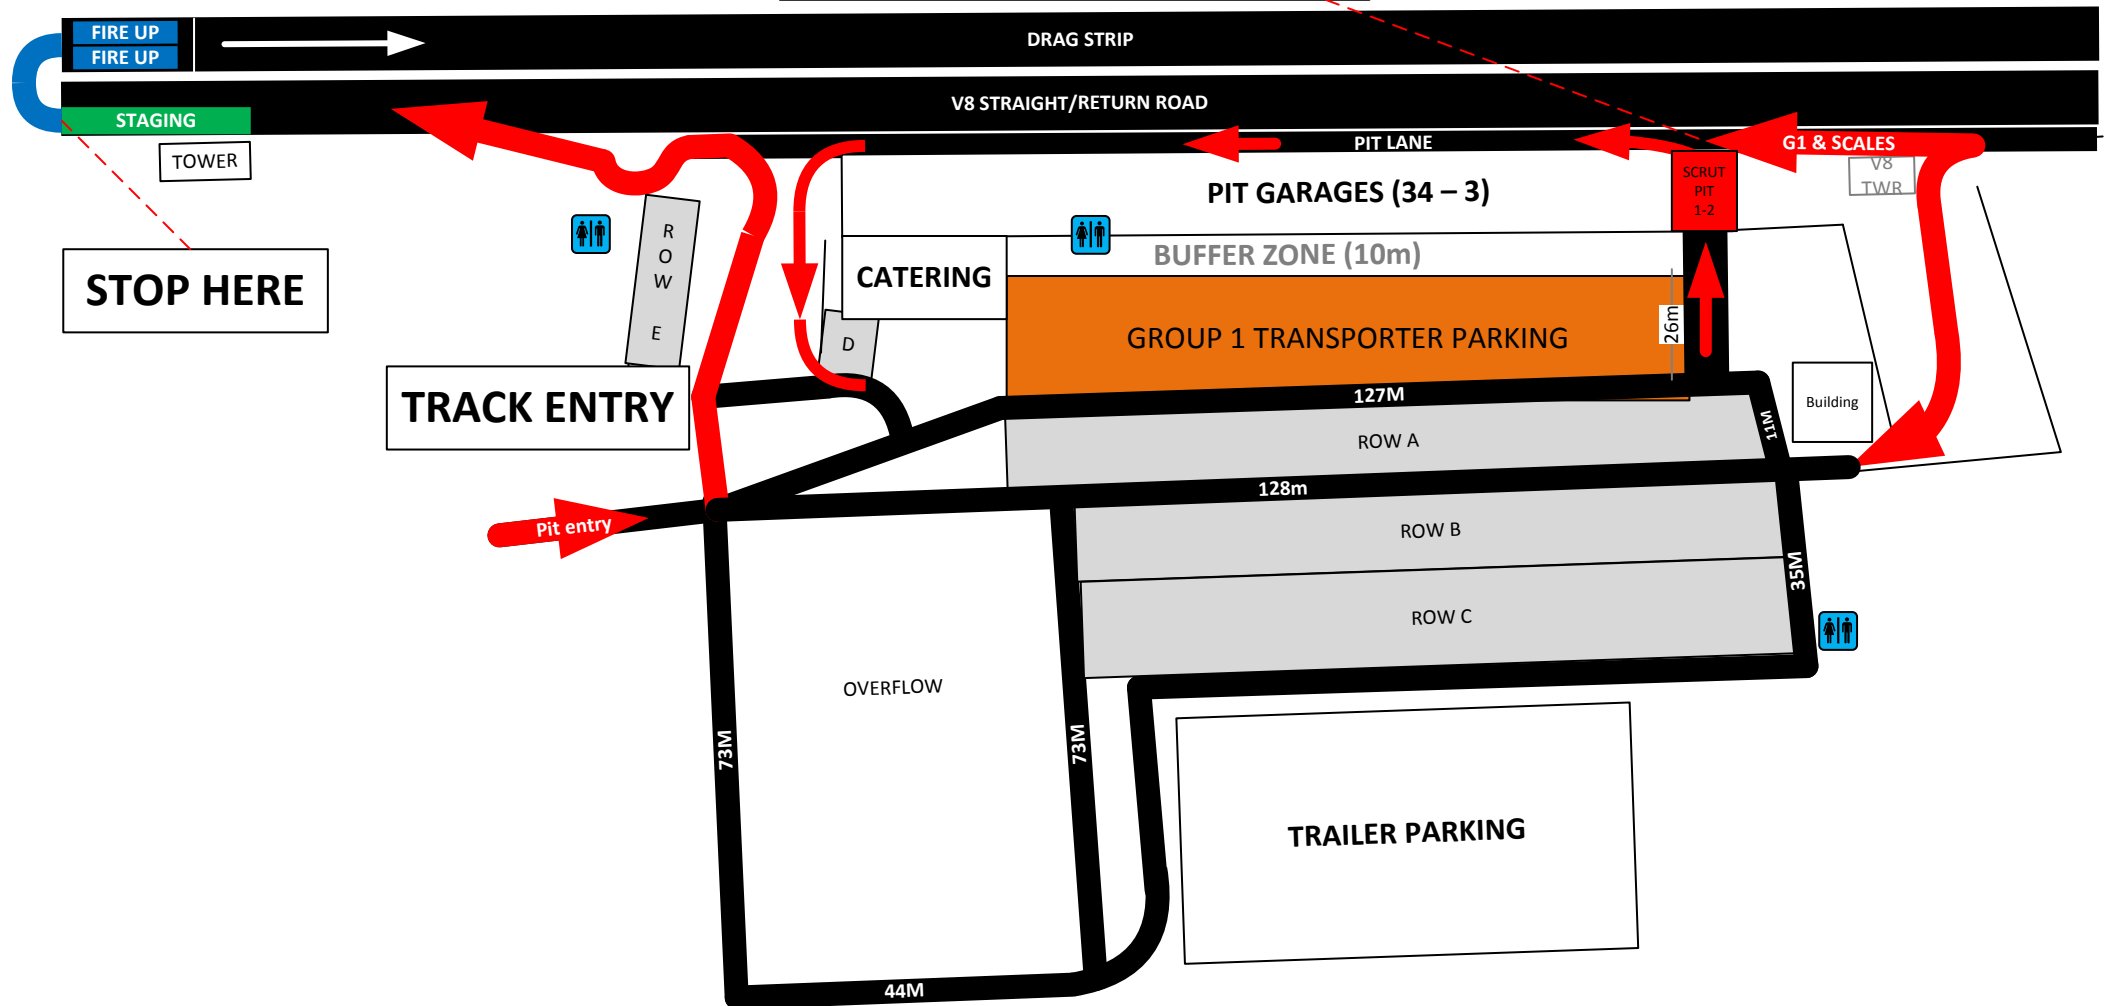 FIRE UP
FIRE UP
DRAG STRIP
V8 STRAIGHT/RETURN ROAD
STAGING
TOWER
PIT LANE
G1 & SCALES
V8
TWR
SCRUT
PIT
1-2
PIT GARAGES (34 – 3)
BUFFER ZONE (10m)
CATERING
R
O
W
E
STOP HERE
D
GROUP 1 TRANSPORTER PARKING
26m
TRACK ENTRY
127M
11M
Building
ROW A
128m
Pit entry
ROW B
35M
ROW C
OVERFLOW
73M
73M
TRAILER PARKING
44M